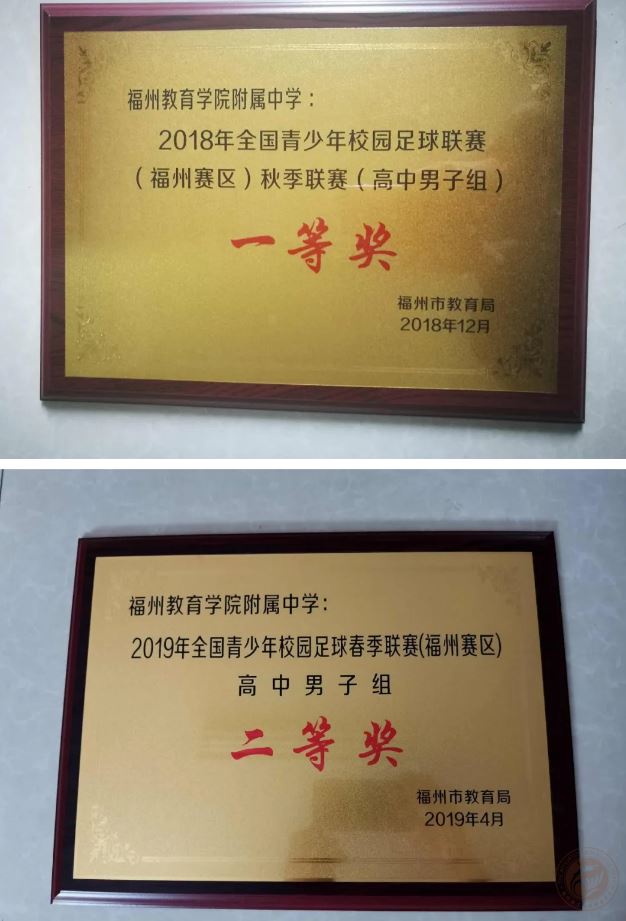 福州教育学院附属中学：
2018年全国青少年校园足球联赛
（福州赛区）秋季联赛（高中男子组）
一等奖
福州市教育局
2018年12月
福州教育学院附属中学：
2019年全国青少年校园足球春季联赛(福州赛区)
高中男子组
二等奖
福州市教育局
2019年4月